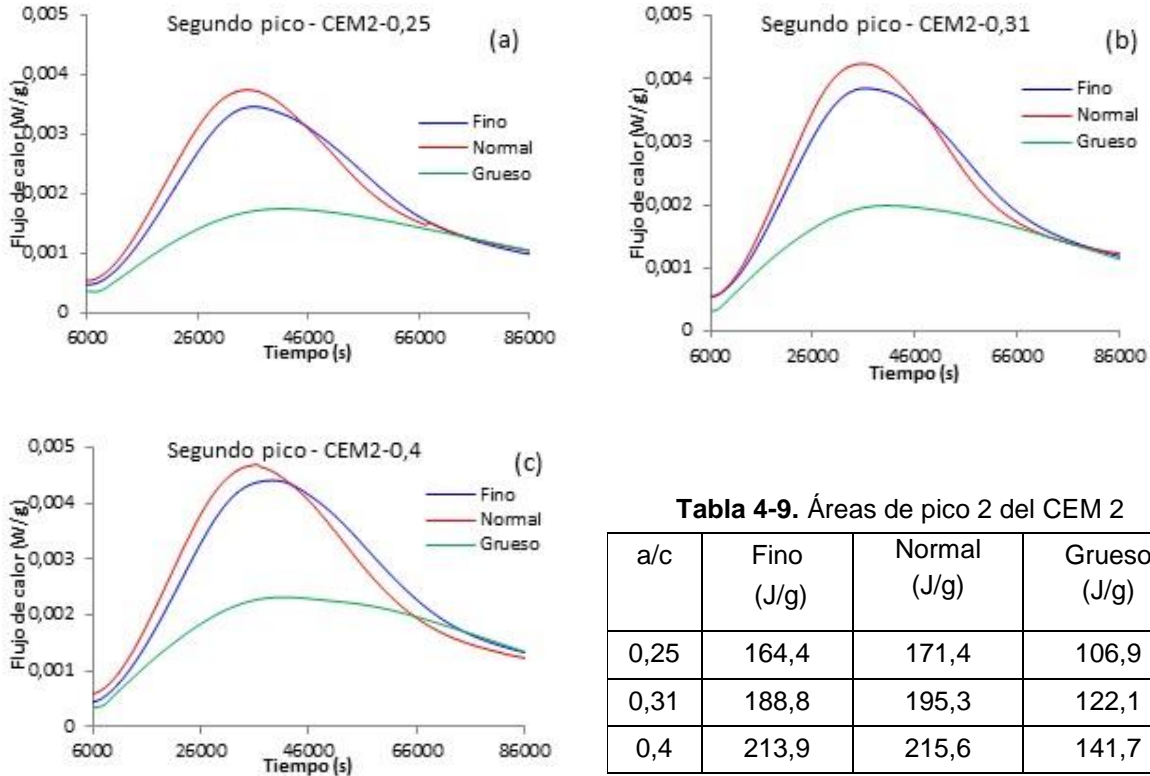 Segundo pico - CEM2-0,25
(a)
Flujo de calor (W/g)
0,005
0,004
0,003
0,002
0,001
0
Fino
Normal
Grueso
6000 26000 46000 66000 86000
Tiempo (s)
Segundo pico - CEM2-0,31
(b)
Flujo de calor (W/g)
0,005
0,004
0,003
0,002
0,001
0
Fino
Normal
Grueso
6000 26000 46000 66000 86000
Tiempo (s)
Segundo pico - CEM2-0,4
(c)
Flujo de calor (W/g)
0,005
0,004
0,003
0,002
0,001
0
Fino
Normal
Grueso
6000 26000 46000 66000 86000
Tiempo (s)
Tabla 4-9. Áreas de pico 2 del CEM 2
a/c Fino Normal Grueso
(J/g) (J/g) (J/g)
0,25 164,4 171,4 106,9
0,31 188,8 195,3 122,1
0,4 213,9 215,6 141,7